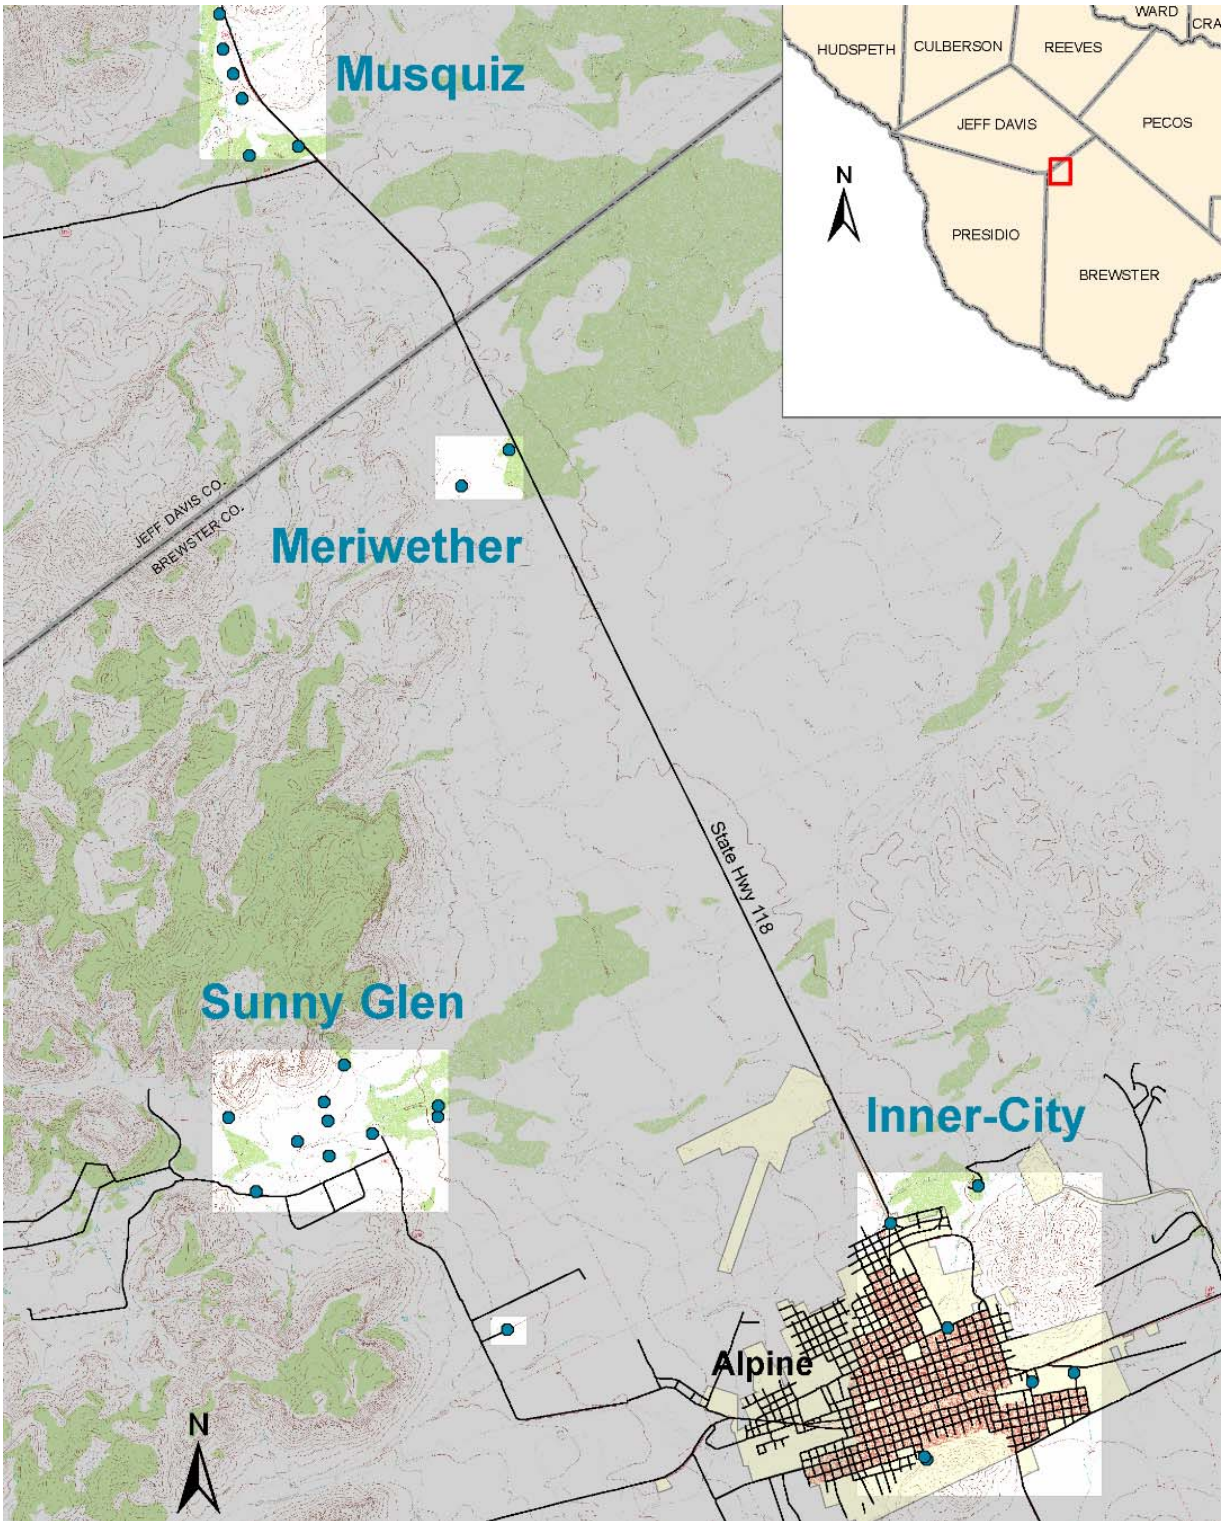 Musquiz
WARD
CRA
HUDSPETH
CULBERSON
REEVES
JEFF DAVIS
PECOS
N
PRESIDIO
BREWSTER
JEFF DAVIS CO.
BREWSTER CO.
Meriwether
State Hwy 118
Sunny Glen
Inner-City
Alpine
N